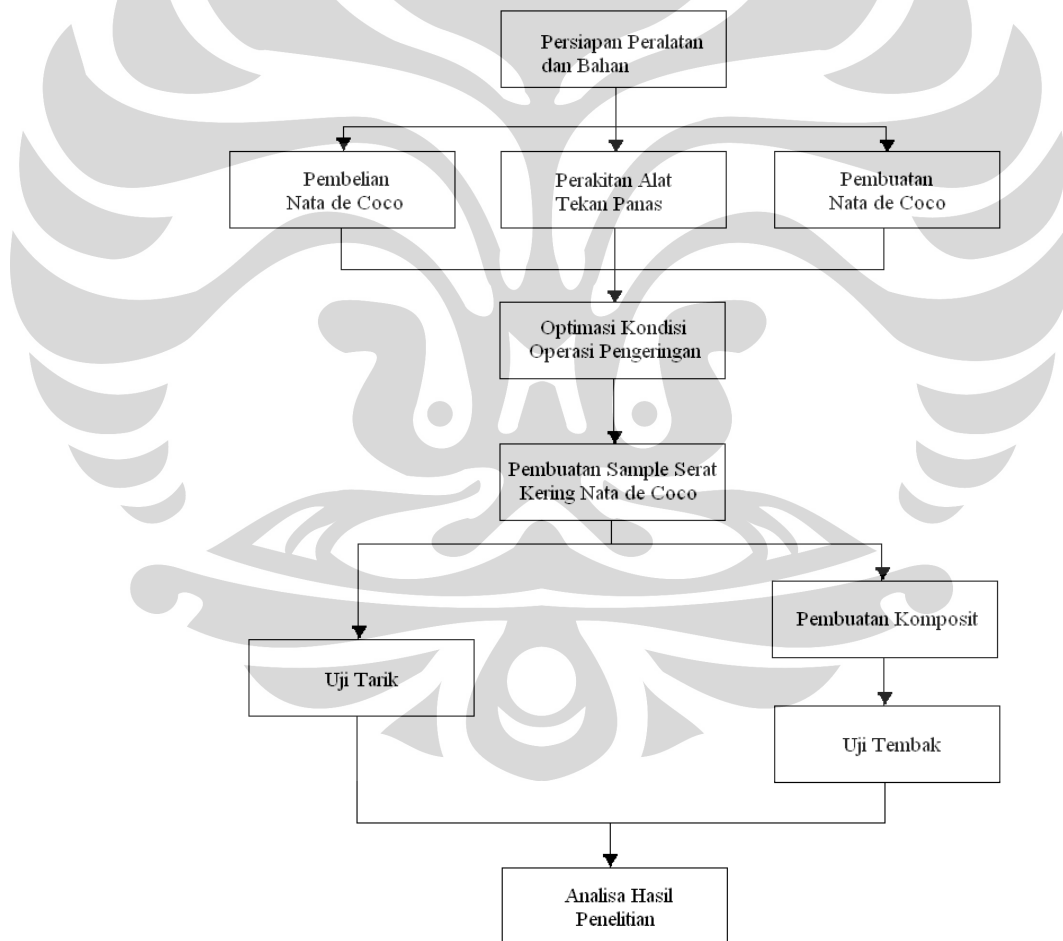 Persiapan Peralatan
dan Bahan
Pembelian
Nata de Coco
Perakitan Alat
Tekan Panas
Pembuatan
Nata de Coco
Optimasi Kondisi
Operasi Pengeringan
Pembuatan Sample Serat
Kering Nata de Coco
Pembuatan Komposit
Uji Tarik
Uji Tembak
Analisa Hasil
Penelitian